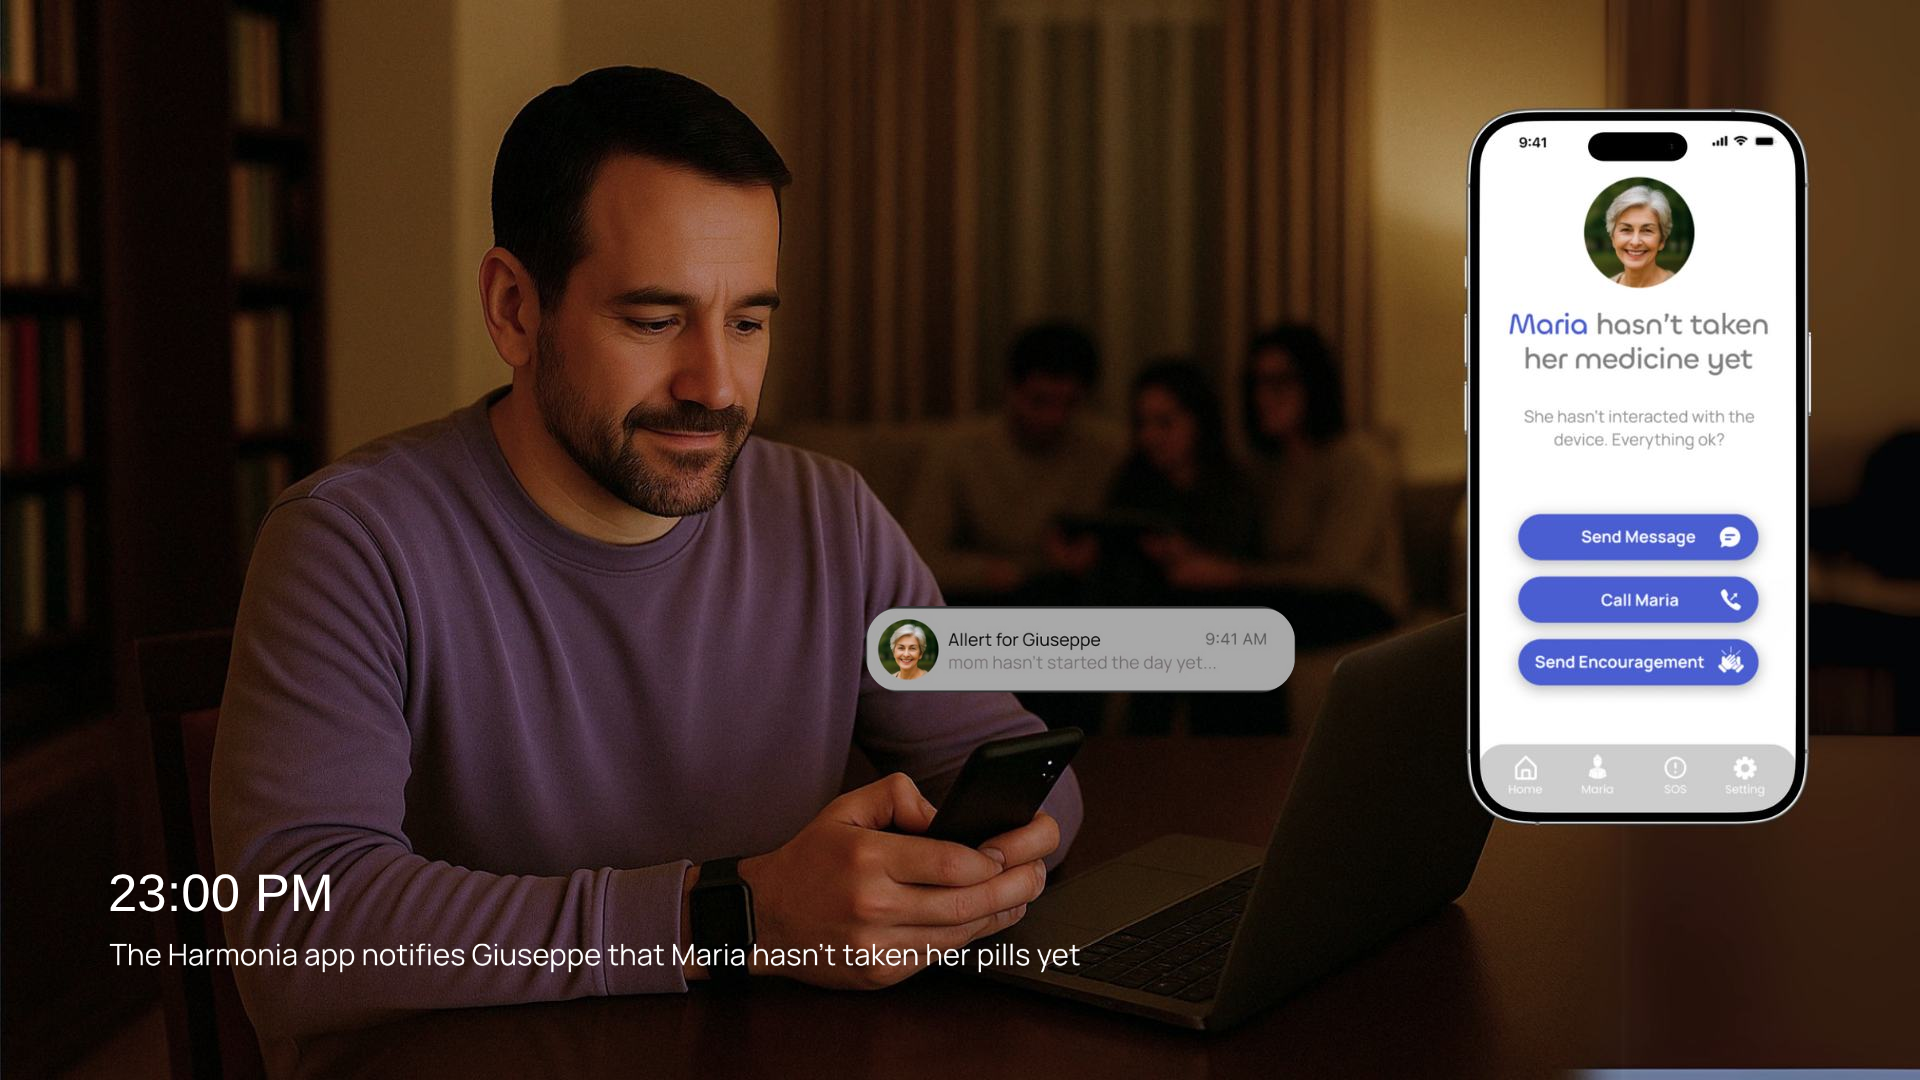 9:41
Maria hasn't taken
her medicine yet
She hasn't interacted with the
device. Everything ok?
Send Message
Call Maria
Send Encouragement
Home
Maria
SOS
Setting
Allert for Giuseppe
9:41 AM
mom hasn't started the day yet...
23:00 PM
The Harmonia app notifies Giuseppe that Maria hasn't taken her pills yet